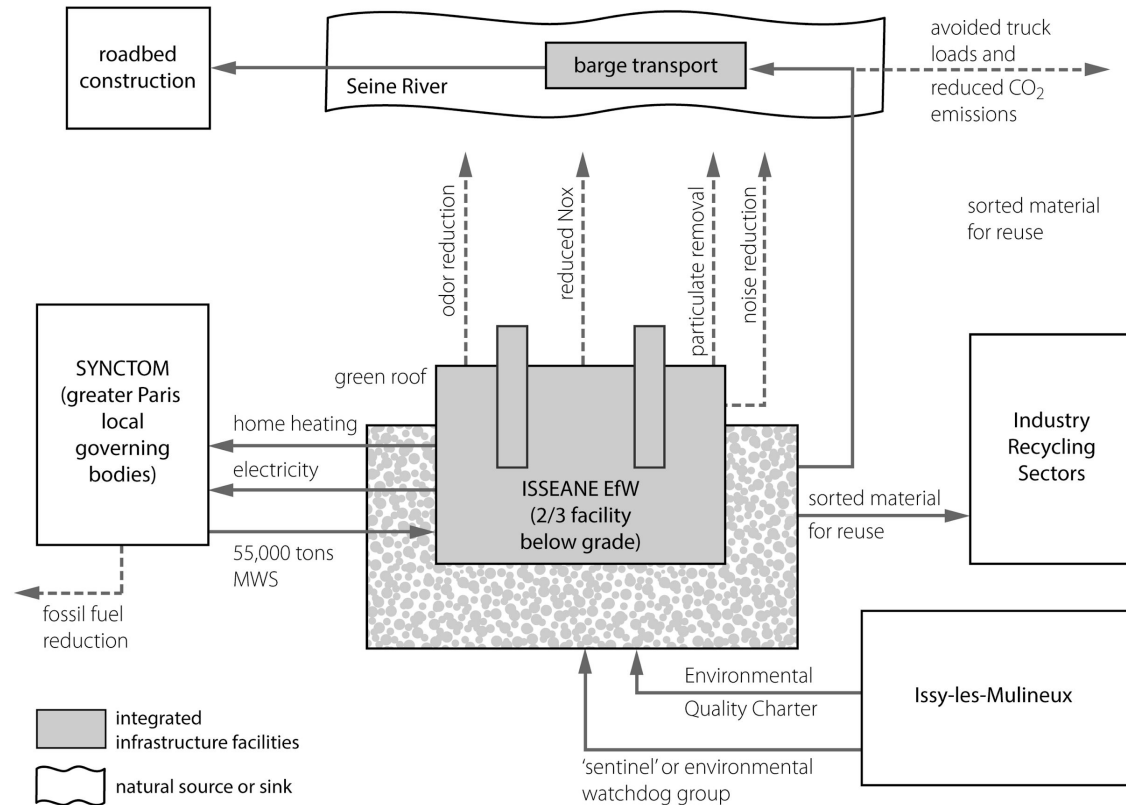 roadbed
construction
Seine River
barge transport
avoided truck
loads and
reduced CO₂
emissions
odor reduction
reduced Nox
particulate removal
noise reduction
sorted material
for reuse
SYNCTOM
(greater Paris
local
governing
bodies)
green roof
home heating
electricity
55,000 tons
MWS
fossil fuel
reduction
ISSEANE EfW
(2/3 facility
below grade)
sorted material
for reuse
Industry
Recycling
Sectors
Environmental
Quality Charter
Issy-les-Mulineux
'sentinel' or environmental
watchdog group
integrated
infrastructure facilities
natural source or sink